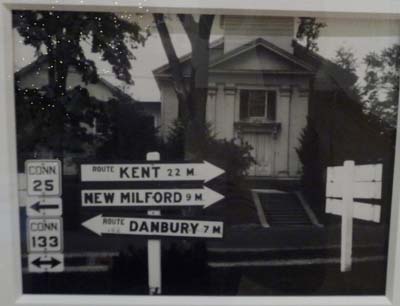 ROUTE KENT 22 M
NEW MILFORD 9 M.
ROUTE DANBURY 7 M.
CONN
25
CONN
133